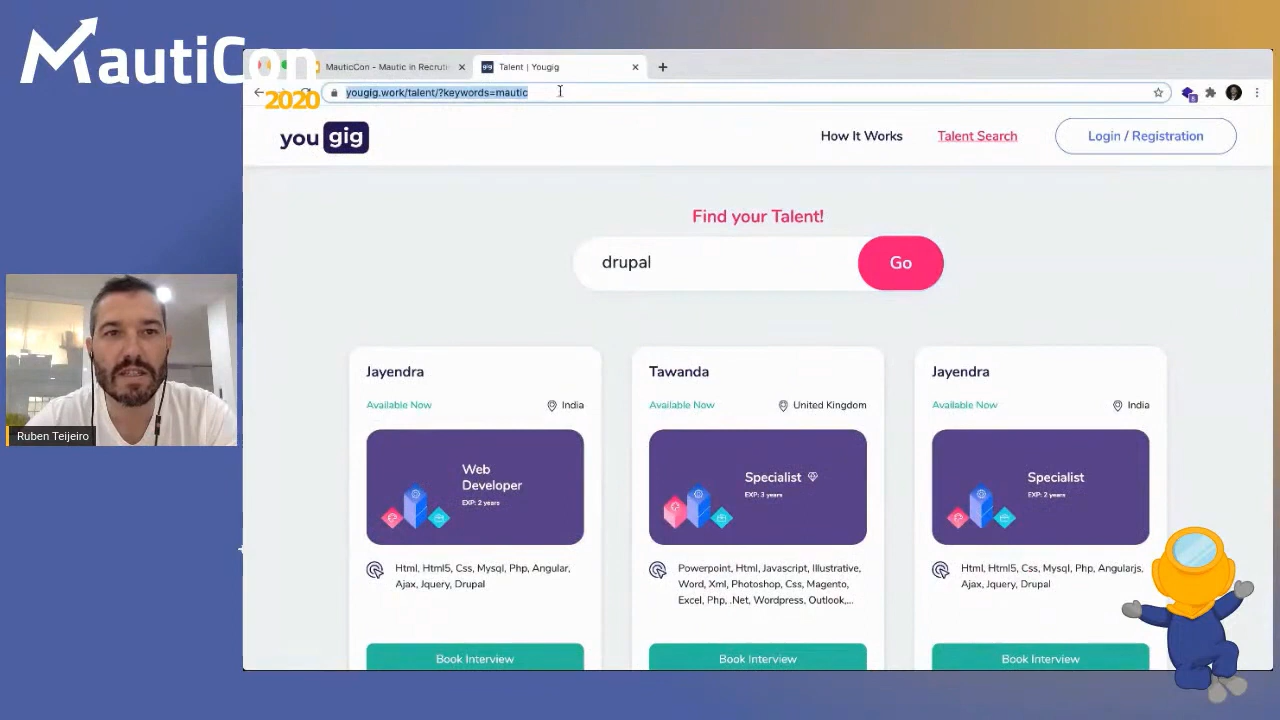 MautiCon
2020
MauticCon - Mautic in Recruti
Talent | Yougig
yougig.work/talent/?keywords=mautic
you gig
How It Works
Talent Search
Login / Registration
Find your Talent!
drupal
Go
Jayendra
Available Now
India
Web
Developer
EXP: 2 years
Html, Html5, Css, Mysql, Php, Angular,
Ajax, Jquery, Drupal
Book Interview
Tawanda
Available Now
United Kingdom
Specialist
EXP: 3 years
Powerpoint, Html, Javascript, Illustrative,
Word, Xml, Photoshop, Css, Magento,
Excel, Php, .Net, Wordpress, Outlook,...
Book Interview
Jayendra
Available Now
India
Specialist
EXP: 2 years
Html, Html5, Css, Mysql, Php, Angularjs,
Ajax, Jquery, Drupal
Book Interview
Ruben Teijeiro